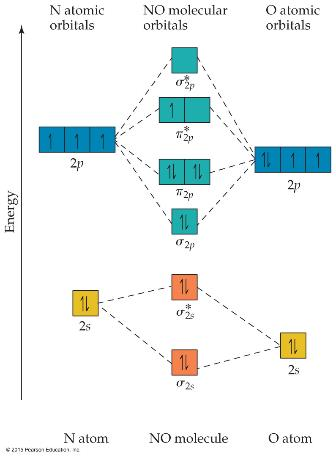 N atomic
orbitals
NO molecular
orbitals
O atomic
orbitals
Energy
σ*2p
π*2p
2p
2p
π2p
σ2p
σ*2s
2s
2s
σ2s
N atom
NO molecule
O atom
© 2015 Pearson Education, Inc.